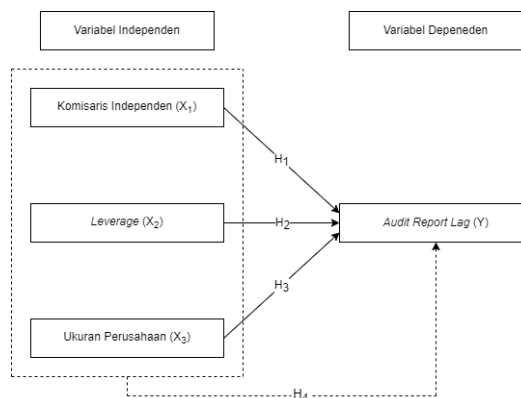 Variabel Independen
Variabel Depeneden
Komisaris Independen (X₁)
H₁
Leverage (X₂)
H₂
Audit Report Lag (Y)
H₃
Ukuran Perusahaan (X₃)
H₄